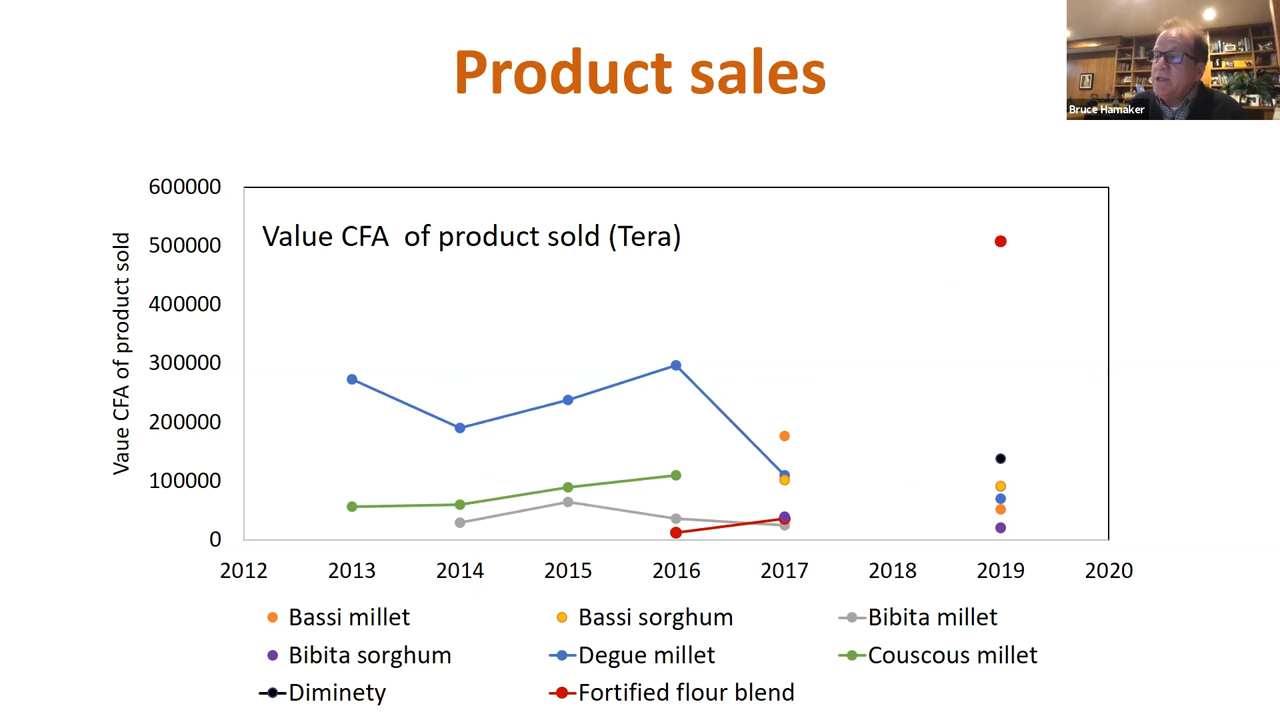 Product sales
Bruce Hamaker
600000
500000
400000
300000
200000
100000
0
Vaue CFA of product sold
Value CFA of product sold (Tera)
2012 2013 2014 2015 2016 2017 2018 2019 2020
Bassi millet Bassi sorghum Bibita millet
Bibita sorghum Degue millet Couscous millet
Diminety Fortified flour blend